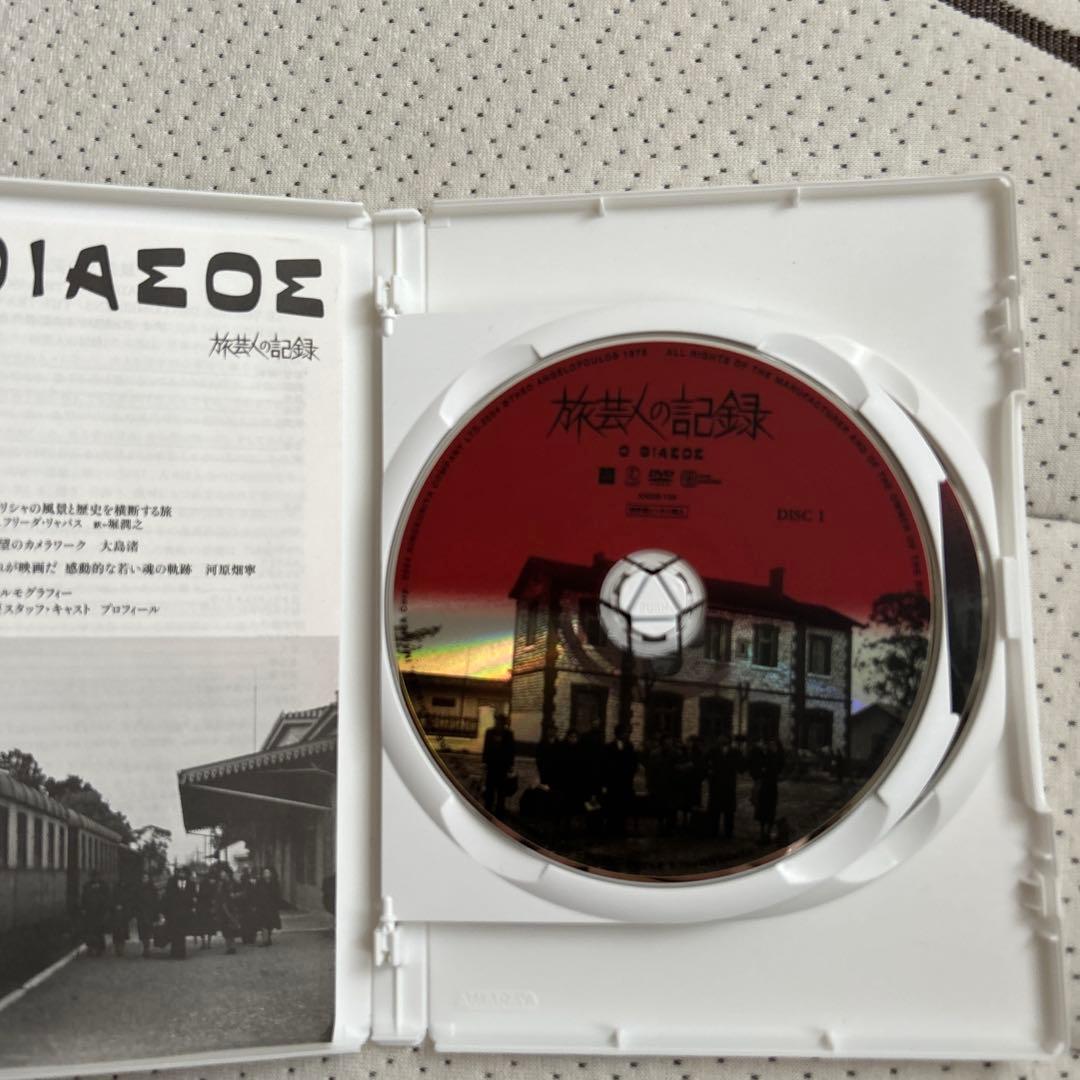 ΘΙΑΣΟΣ
旅芸人の記録
リシャの風景と歴史を横断する旅
フリーダ・リャパス 訳=堀潤之
望のカメラワーク 大島渚
れが映画だ 感動的な若い魂の軌跡 河原畑寧
ルモグラフィー
スタッフ・キャスト プロフィール
©THEO ANGELOPOULOS 1975 ALL RIGHTS OF THE MANUFACTURER AND OF THE OWNER OF THE
旅芸人の記録
Ο ΘΙΑΣΟΣ
DVD
DISC 1
PUSH